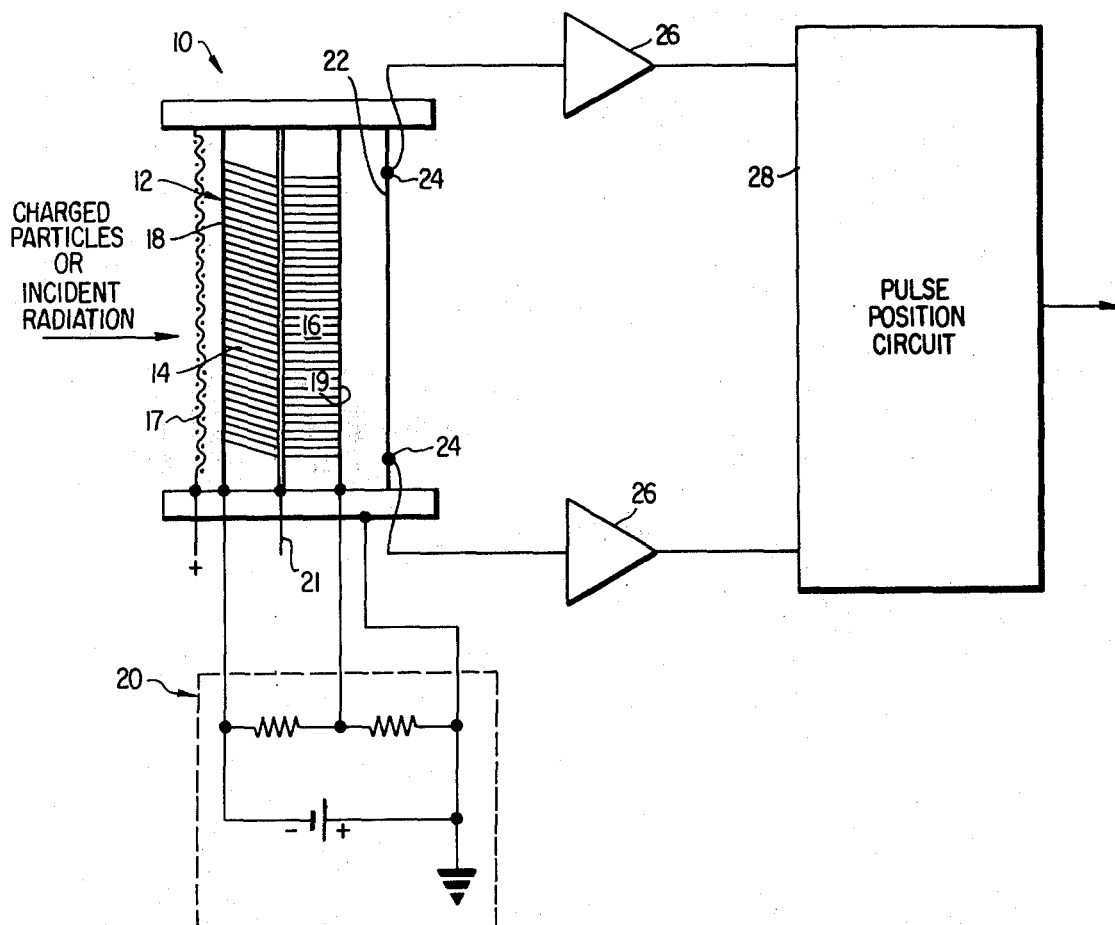 10
22
26
12
18
CHARGED
PARTICLES
OR
INCIDENT
RADIATION
24
28
PULSE
POSITION
CIRCUIT
16
14
19
17
24
26
+
21
20
- +